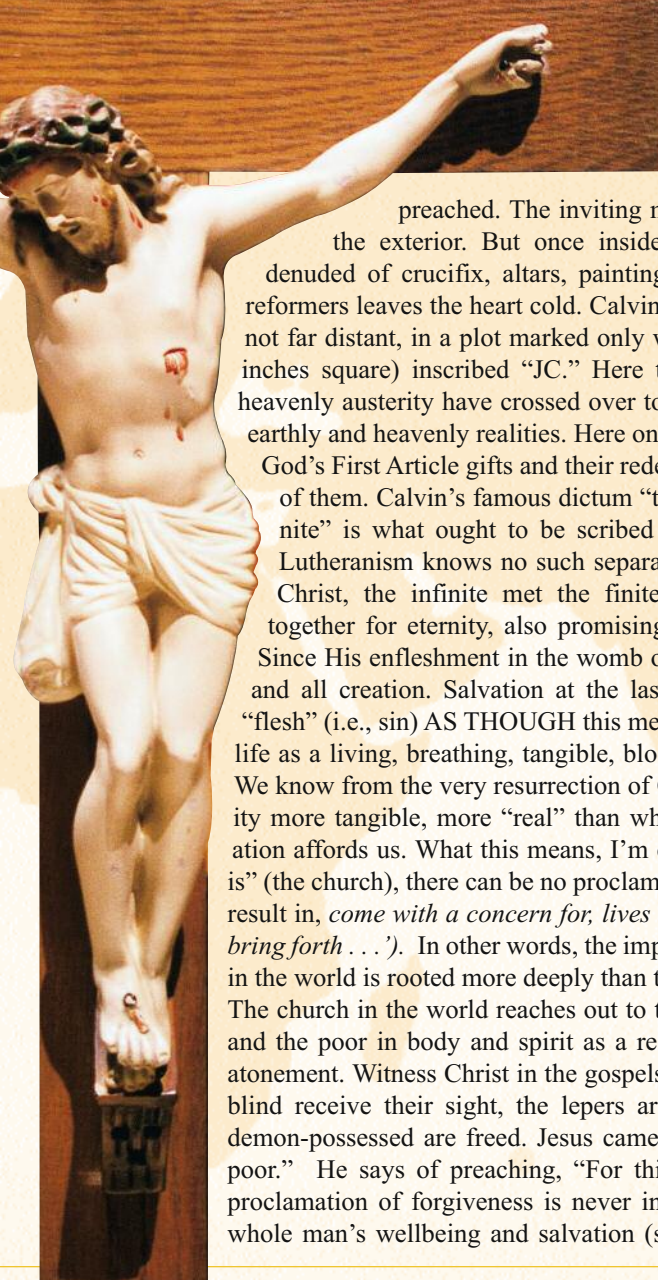 preached. The inviting
the exterior. But once inside
denuded of crucifix, altars, painting
reformers leaves the heart cold. Calvin
not far distant, in a plot marked only
inches square) inscribed “JC.” Here
heavenly austerity have crossed over to
earthly and heavenly realities. Here on
God’s First Article gifts and their rede
of them. Calvin’s famous dictum “t
nite” is what ought to be scribed
Lutheranism knows no such separa
Christ, the infinite met the finite
together for eternity, also promising
Since His enfleshment in the womb o
and all creation. Salvation at the las
“flesh” (i.e., sin) AS THOUGH this me
life as a living, breathing, tangible, blo
We know from the very resurrection of
ity more tangible, more “real” than wh
ation affords us. What this means, I’m
is” (the church), there can be no proclam
result in, come with a concern for, lives
bring forth . . .’). In other words, the imp
in the world is rooted more deeply than t
The church in the world reaches out to t
and the poor in body and spirit as a re
atonement. Witness Christ in the gospels
blind receive their sight, the lepers ar
demon-possessed are freed. Jesus came
poor.” He says of preaching, “For thi
proclamation of forgiveness is never in
whole man’s wellbeing and salvation (s